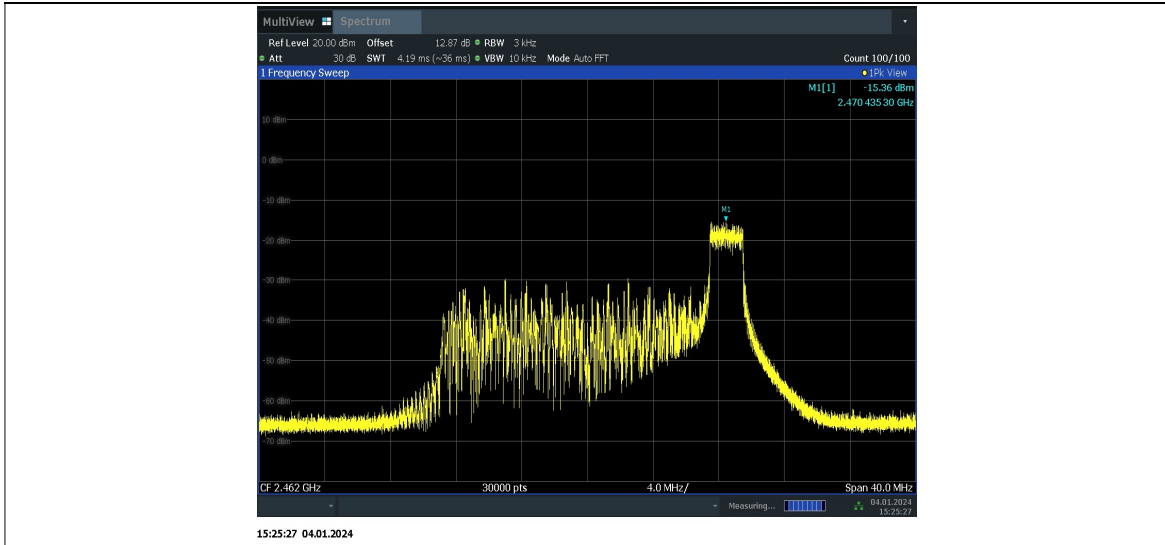 MultiView Spectrum
Ref Level 20.00 dBm Offset 12.87 dB RBW 3 kHz
Att 30 dB SWT 4.19 ms (~36 ms) VBW 10 kHz Mode Auto FFT Count 100/100
1 Frequency Sweep 1Pk View
M1[1] -15.36 dBm
2.470 435 30 GHz
10 dBm
0 dBm
-10 dBm
M1
-20 dBm
-30 dBm
-40 dBm
-50 dBm
-60 dBm
-70 dBm
CF 2.462 GHz 30000 pts 4.0 MHz/ Span 40.0 MHz
Measuring... 04.01.2024
15:25:27
15:25:27 04.01.2024